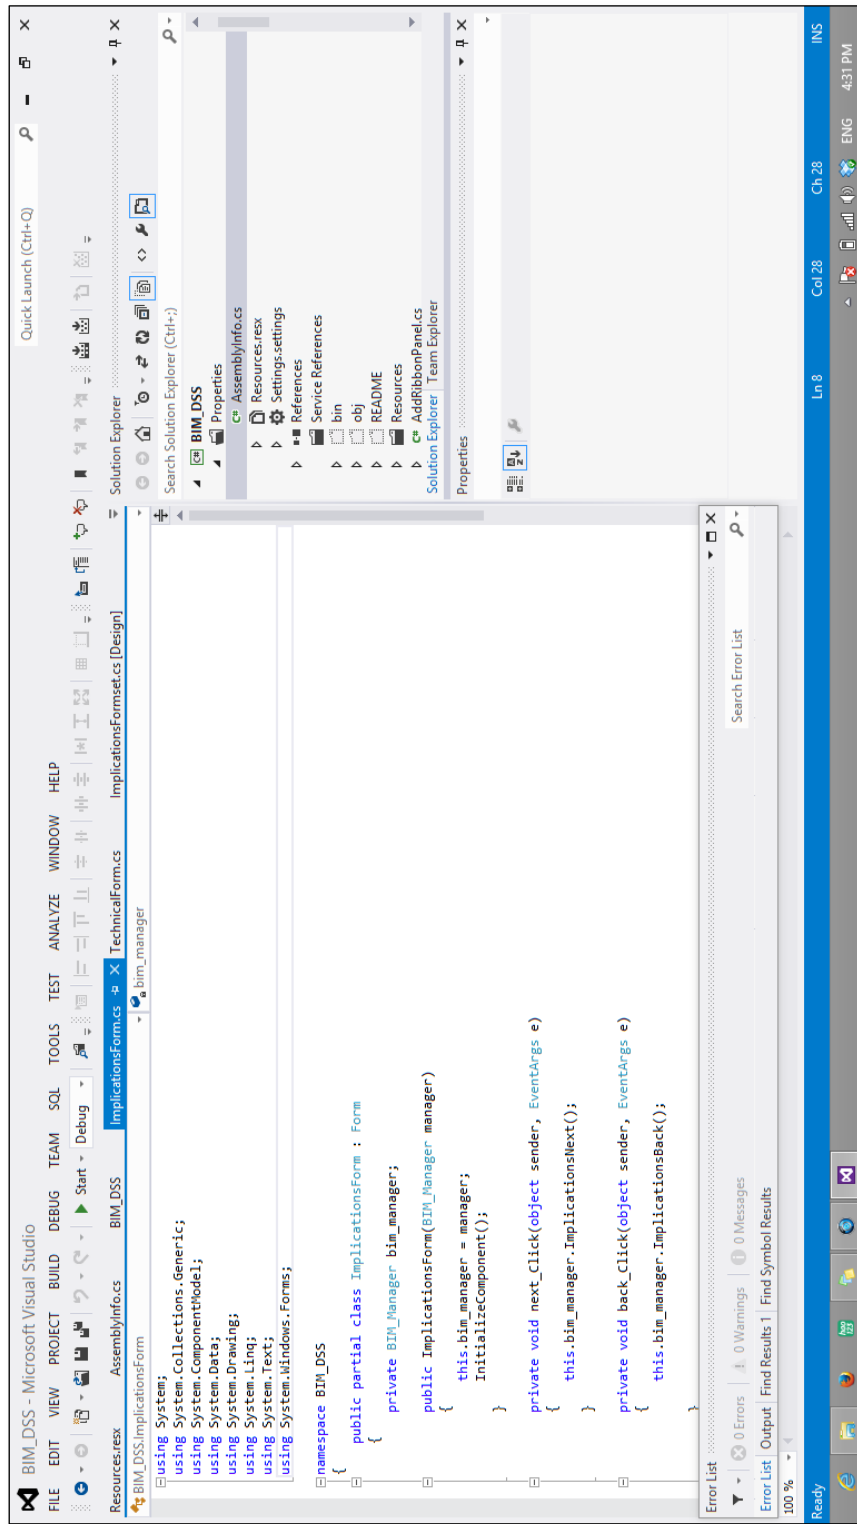 BIM_DSS - Microsoft Visual Studio
Quick Launch (Ctrl+Q)
FILE EDIT VIEW PROJECT BUILD DEBUG TEAM SQL TOOLS TEST ANALYZE WINDOW HELP
Start Debug
Resources.resx AssemblyInfo.cs BIM_DSS ImplicationsForm.cs TechnicalForm.cs ImplicationsFormset.cs [Design]
BIM_DSS.ImplicationsForm bim_manager
using System;
using System.Collections.Generic;
using System.ComponentModel;
using System.Data;
using System.Drawing;
using System.Linq;
using System.Text;
using System.Windows.Forms;
namespace BIM_DSS
{
public partial class ImplicationsForm : Form
{
private BIM_Manager bim_manager;
public ImplicationsForm(BIM_Manager manager)
{
this.bim_manager = manager;
InitializeComponent();
}
private void next_Click(object sender, EventArgs e)
{
this.bim_manager.ImplicationsNext();
}
private void back_Click(object sender, EventArgs e)
{
this.bim_manager.ImplicationsBack();
}
Solution Explorer
Search Solution Explorer (Ctrl+;)
C# BIM_DSS
Properties
C# AssemblyInfo.cs
Resources.resx
Settings.settings
References
Service References
bin
obj
README
Resources
C# AddRibbonPanel.cs
Solution Explorer Team Explorer
Properties
Error List
0 Errors 0 Warnings 0 Messages
Search Error List
Error List Output Find Results 1 Find Symbol Results
100 %
Ready Ln 8 Col 28 Ch 28 INS
hao
123
ENG 4:31 PM